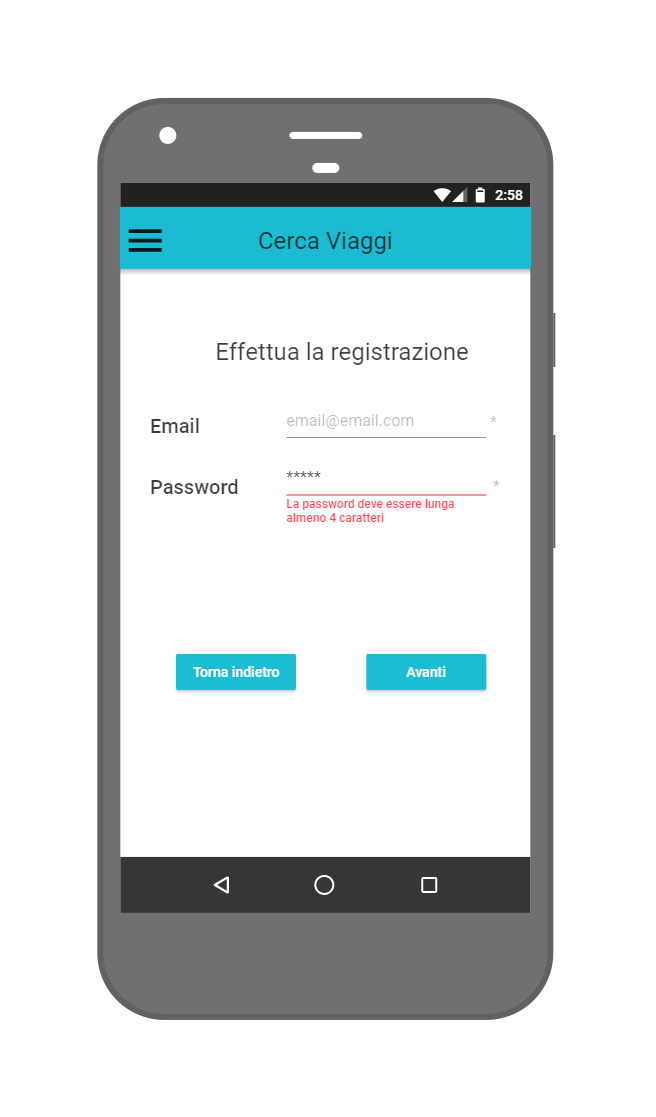 2:58
Cerca Viaggi
Effettua la registrazione
Email
email@email.com *
Password
***** *
La password deve essere lunga
almeno 4 caratteri
Torna indietro
Avanti